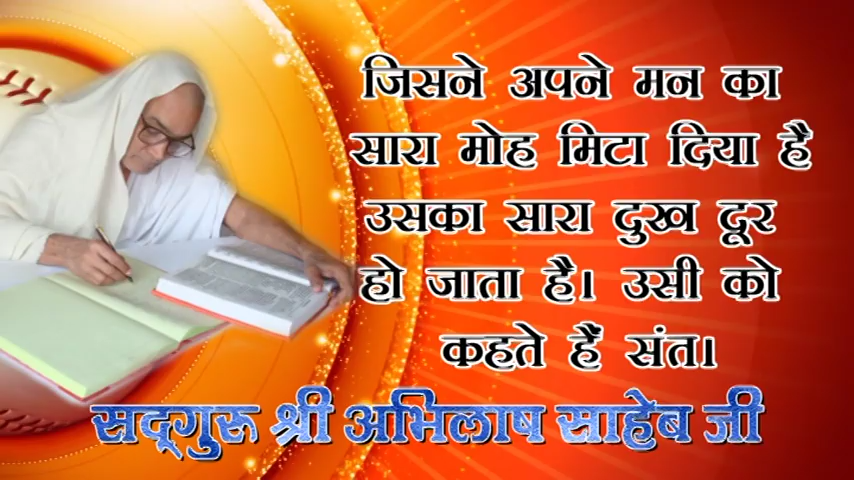 जिसने अपने मन का
सारा मोह मिटा दिया है
उसका सारा दुख दूर
हो जाता है। उसी को
कहते हैं संत।
सद्‌गुरू श्री अभिलाष साहेब जी